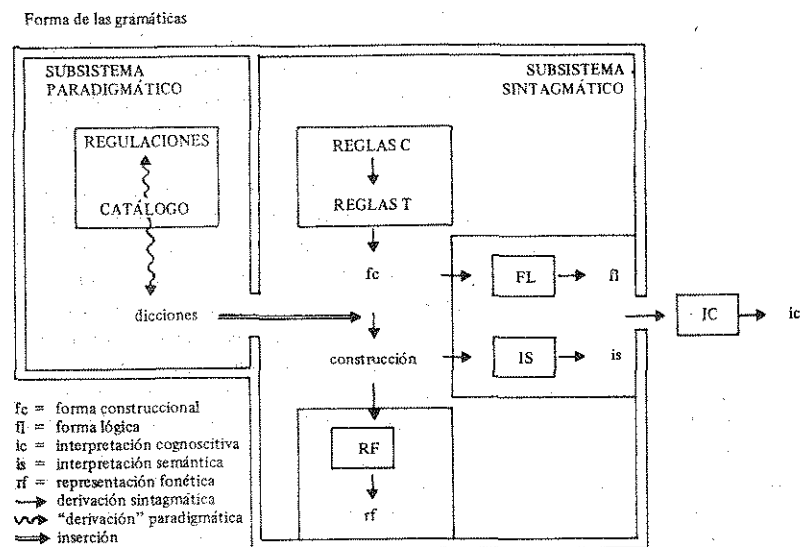 Forma de las gramáticas
SUBSISTEMA
PARADIGMÁTICO
REGULACIONES
CATÁLOGO
dicciones
SUBSISTEMA
SINTAGMÁTICO
REGLAS C
REGLAS T
fc
FL
fl
construcción
IS
is
IC
ic
RF
rf
fc = forma construccional
fl = forma lógica
ic = interpretación cognoscitiva
is = interpretación semántica
rf = representación fonética
→ derivación sintagmática
"derivación" paradigmática
⇒ inserción